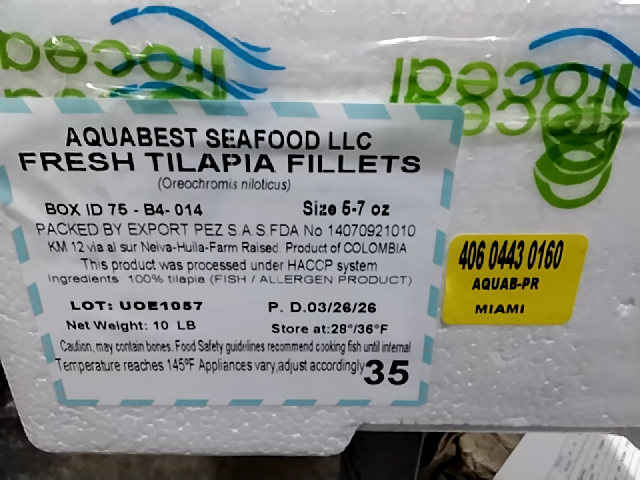 AQUABEST SEAFOOD LLC
FRESH TILAPIA FILLETS
(Oreochromis niloticus)
BOX ID 75 - B4- 014 Size 5-7 oz
PACKED BY EXPORT PEZ S.A.S.FDA No 14070921010
KM 12 via al sur Neiva-Huila-Farm Raised. Product of COLOMBIA
This product was processed under HACCP system
Ingredients: 100% tilapia (FISH / ALLERGEN PRODUCT)
LOT: UOE1057 P. D.03/26/26
Net Weight: 10 LB Store at:28°/36°F
Caution, may contain bones. Food Safety guidelines recommend cooking fish until internal
Temperature reaches 145°F Appliances vary,adjust accordingly 35
406 0443 0160
AQUAB-PR
MIAMI